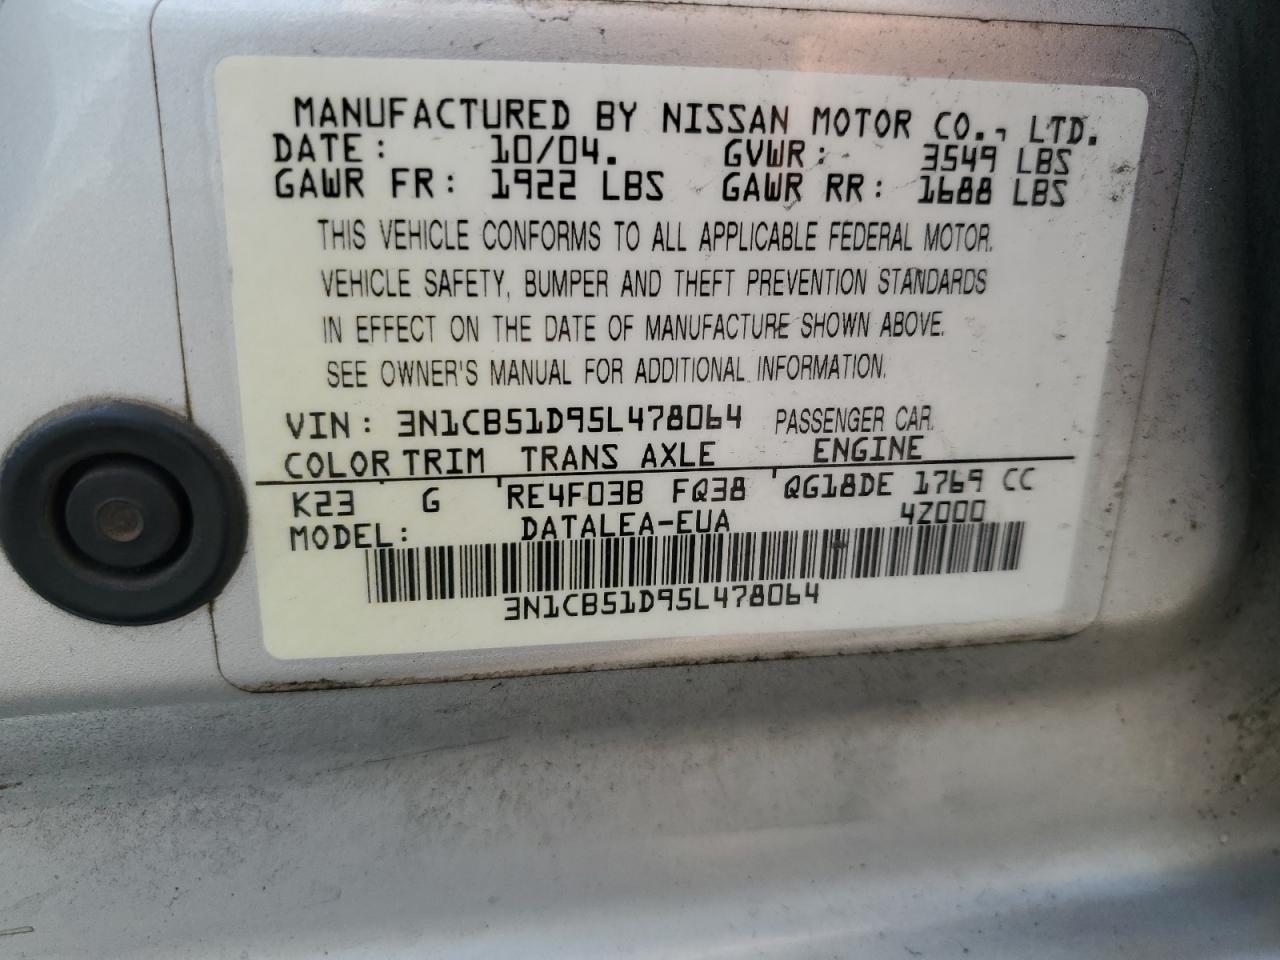 MANUFACTURED BY NISSAN MOTOR CO., LTD.
DATE: 10/04. GVWR: 3549 LBS
GAWR FR: 1922 LBS GAWR RR: 1688 LBS
THIS VEHICLE CONFORMS TO ALL APPLICABLE FEDERAL MOTOR.
VEHICLE SAFETY, BUMPER AND THEFT PREVENTION STANDARDS
IN EFFECT ON THE DATE OF MANUFACTURE SHOWN ABOVE.
SEE OWNER'S MANUAL FOR ADDITIONAL INFORMATION.
VIN: 3N1CB51D95L478064 PASSENGER CAR.
COLOR TRIM TRANS AXLE ENGINE
K23 G RE4F03B FQ38 QG18DE 1769 CC
MODEL: DATALEA-EUA 4Z000
3N1CB51D95L478064